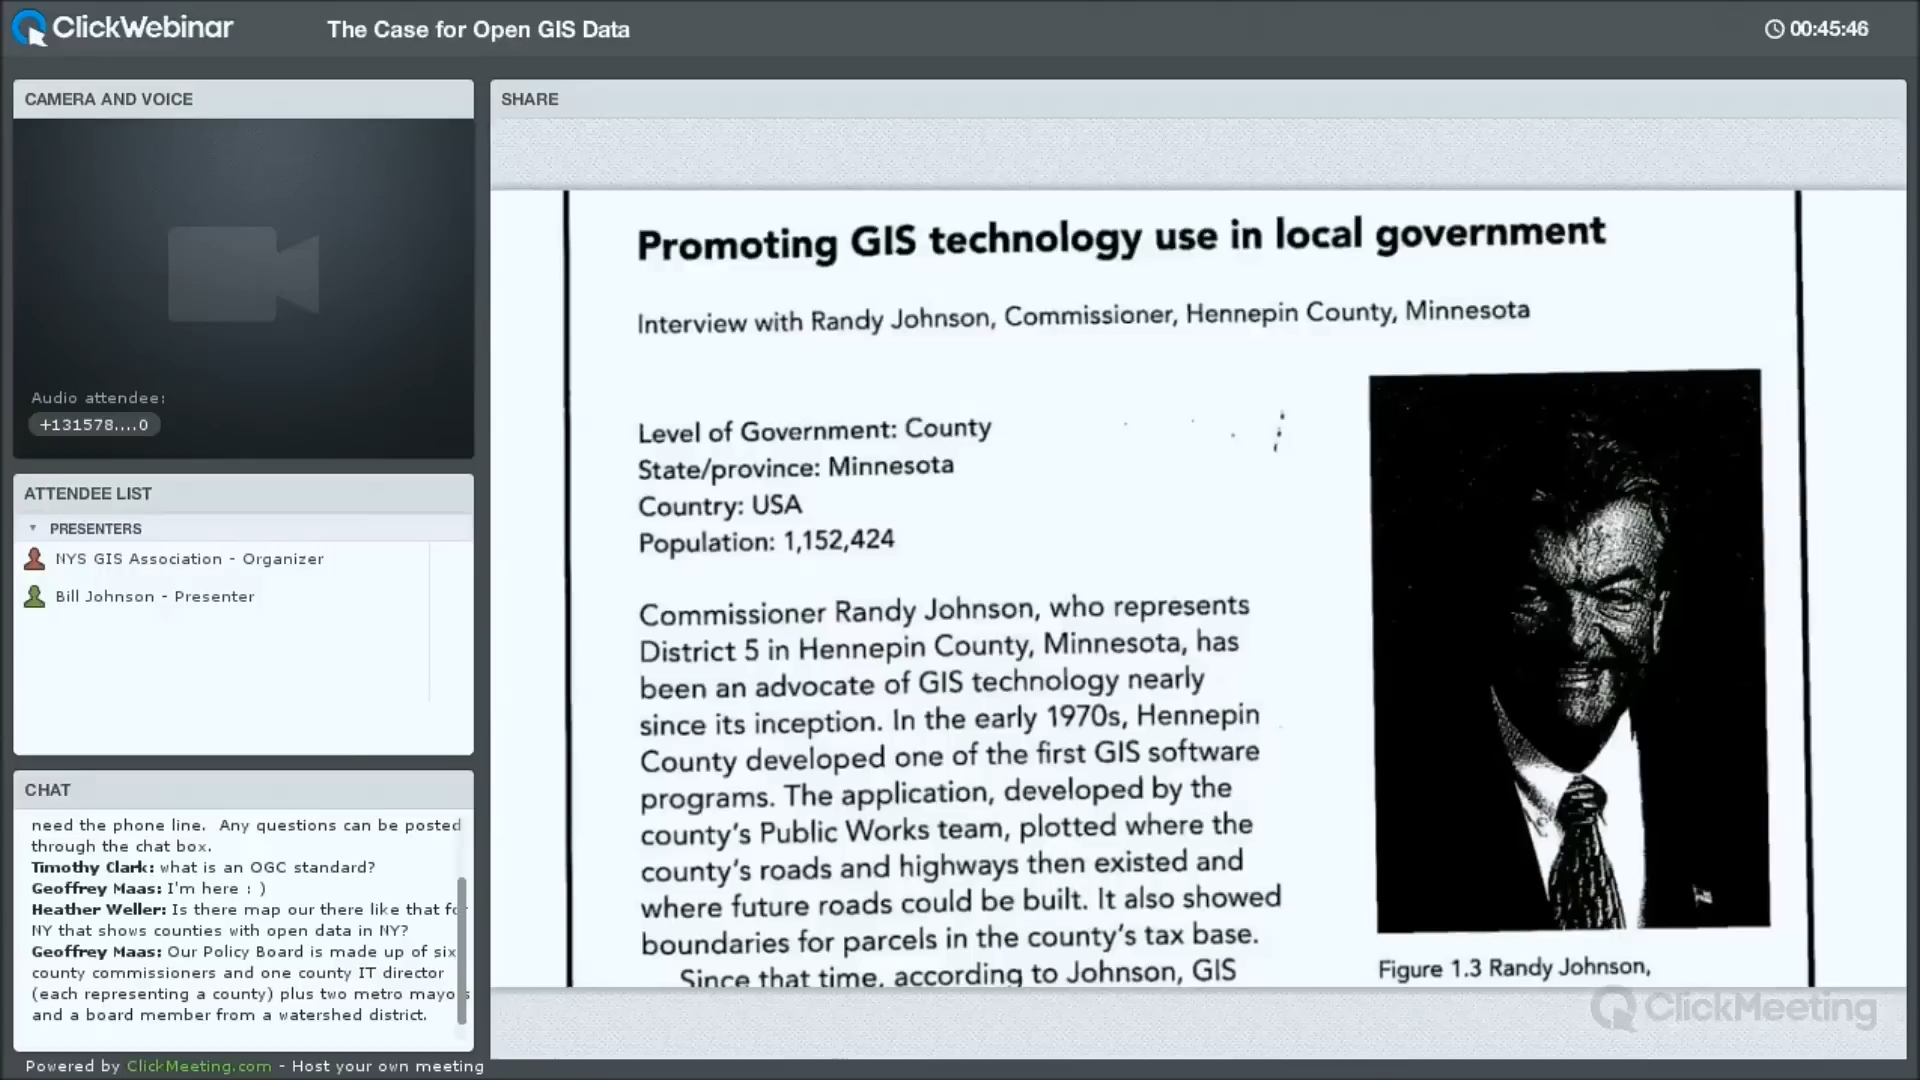 ClickWebinar
The Case for Open GIS Data
00:45:46
CAMERA AND VOICE
Audio attendee:
+131578....0
ATTENDEE LIST
PRESENTERS
NYS GIS Association - Organizer
Bill Johnson - Presenter
CHAT
need the phone line. Any questions can be posted
through the chat box.
Timothy Clark: what is an OGC standard?
Geoffrey Maas: I'm here : )
Heather Weller: Is there map our there like that for
NY that shows counties with open data in NY?
Geoffrey Maas: Our Policy Board is made up of six
county commissioners and one county IT director
(each representing a county) plus two metro mayors
and a board member from a watershed district.
Powered by ClickMeeting.com - Host your own meeting
SHARE
Promoting GIS technology use in local government
Interview with Randy Johnson, Commissioner, Hennepin County, Minnesota
Level of Government: County
State/province: Minnesota
Country: USA
Population: 1,152,424
Commissioner Randy Johnson, who represents
District 5 in Hennepin County, Minnesota, has
been an advocate of GIS technology nearly
since its inception. In the early 1970s, Hennepin
County developed one of the first GIS software
programs. The application, developed by the
county's Public Works team, plotted where the
county's roads and highways then existed and
where future roads could be built. It also showed
boundaries for parcels in the county's tax base.
Since that time, according to Johnson, GIS
Figure 1.3 Randy Johnson,
ClickMeeting